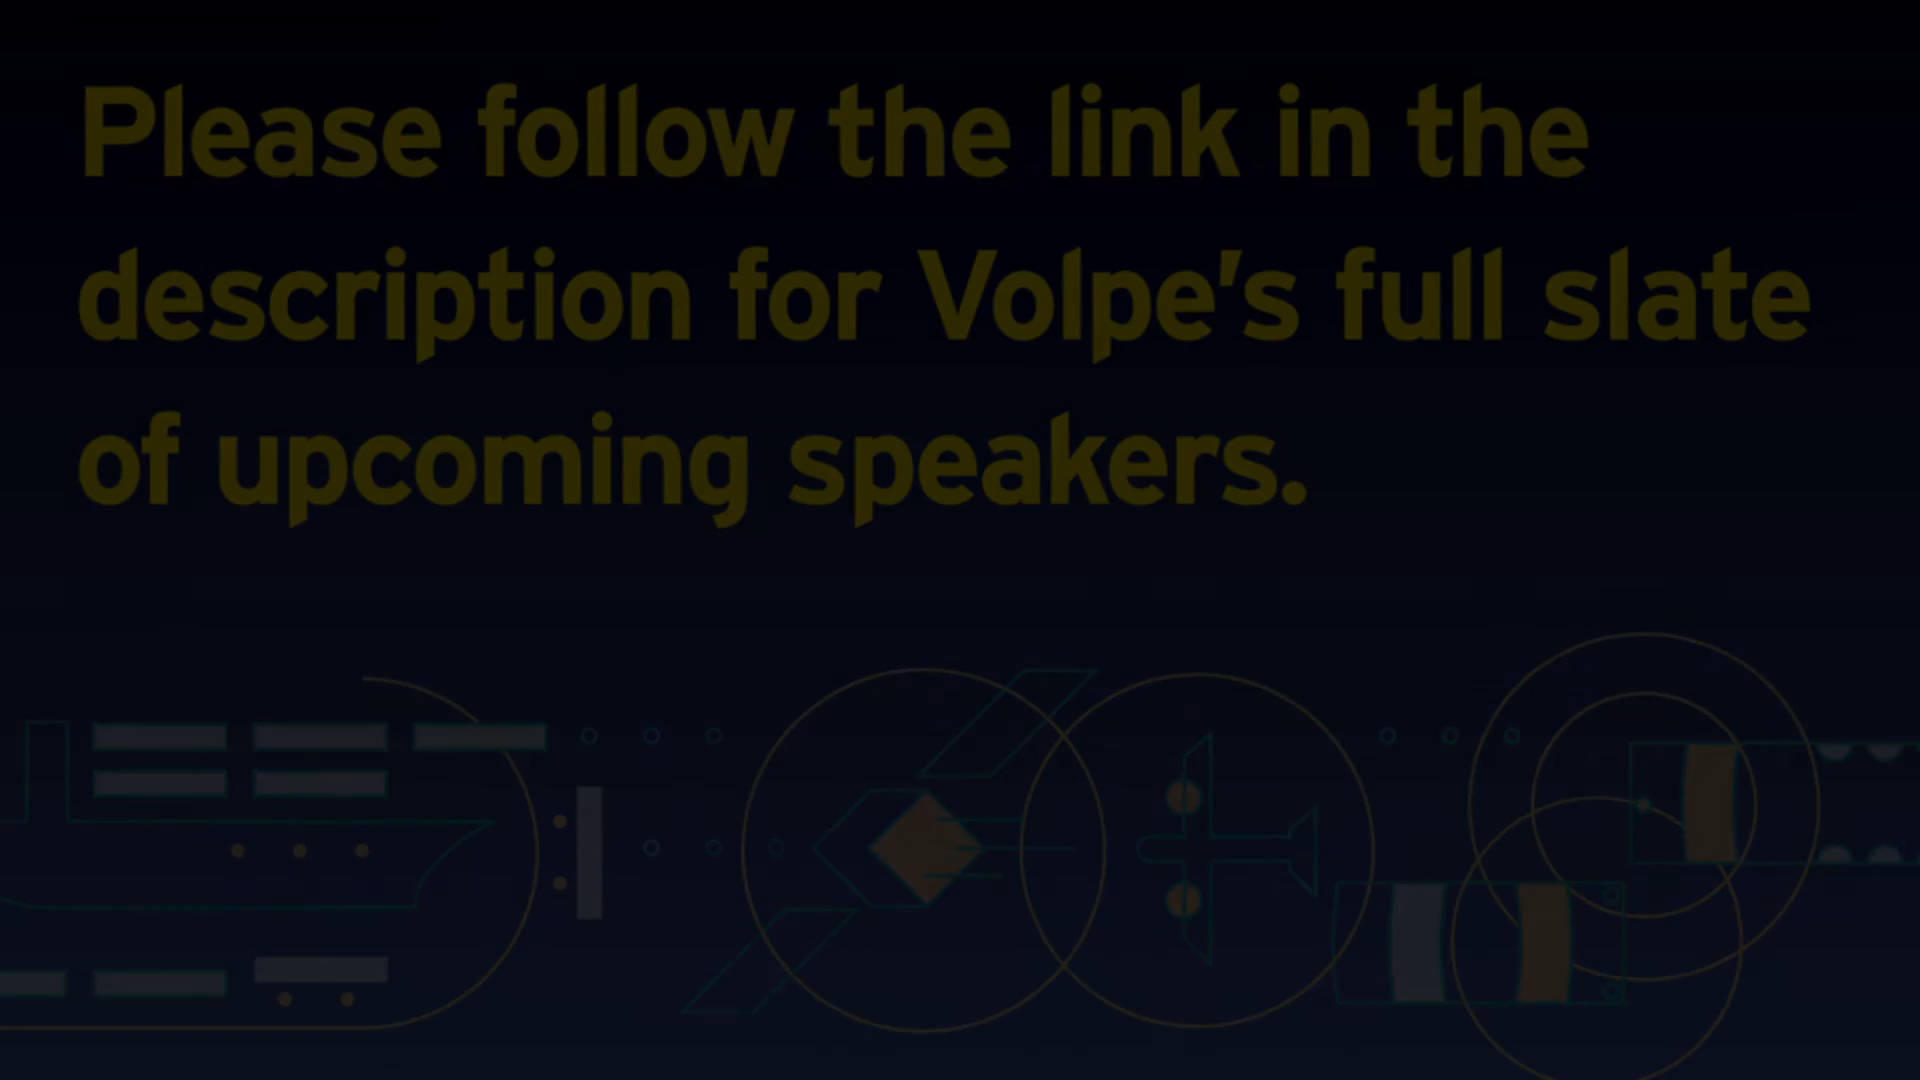 Please follow the link in the
description for Volpe’s full slate
of upcoming speakers.